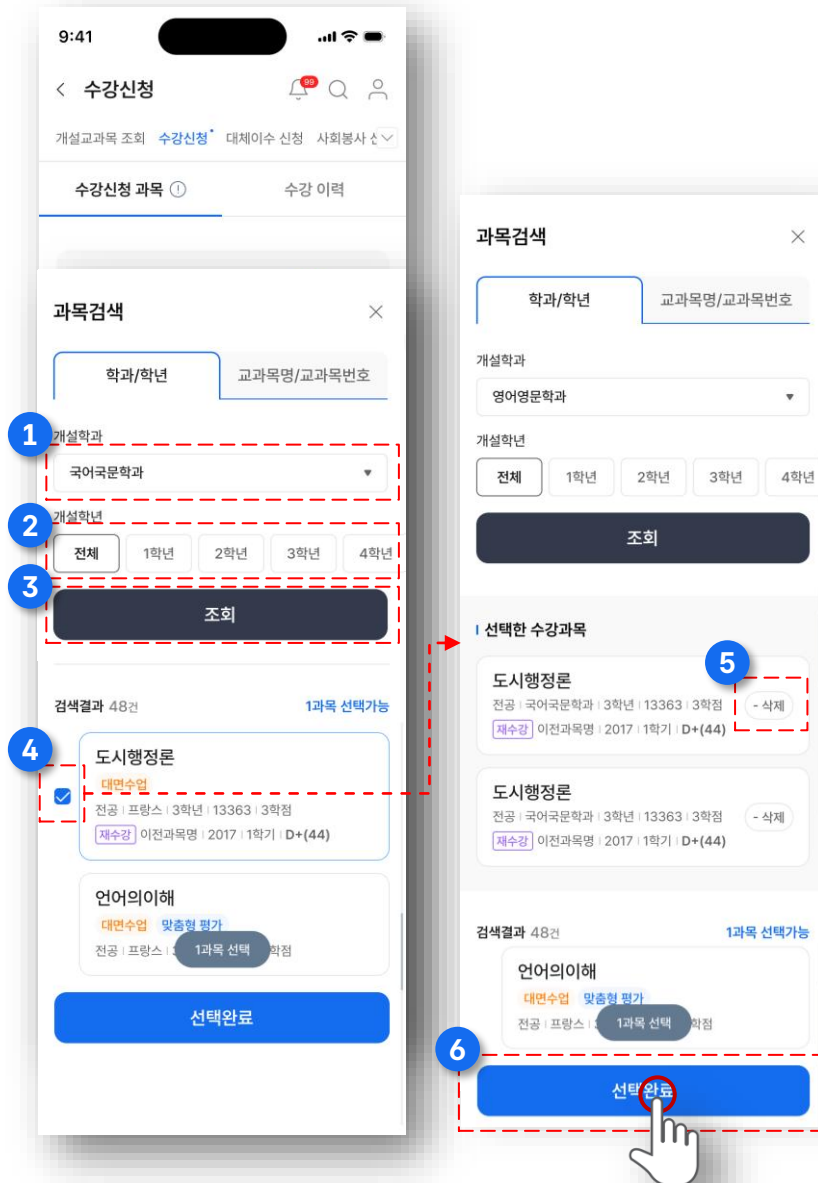 9:41
수강신청
99
개설교과목 조회 수강신청 대체이수 신청 사회봉사
수강신청 과목
수강 이력
과목검색
학과/학년
교과목명/교과목번호
1
개설학과
국어국문학과
2
개설학년
전체
1학년
2학년
3학년
4학년
3
조회
검색결과 48건
1과목 선택가능
4
도시행정론
대면수업
전공 | 프랑스 | 3학년 | 13363 | 3학점
재수강 이전과목명 | 2017 | 1학기 | D+(44)
언어의이해
대면수업 맞춤형 평가
전공 | 프랑스 | 학점
1과목 선택
선택완료
과목검색
학과/학년
교과목명/교과목번호
개설학과
영어영문학과
개설학년
전체
1학년
2학년
3학년
4학년
조회
선택한 수강과목
5
도시행정론
전공 | 국어국문학과 | 3학년 | 13363 | 3학점
- 삭제
재수강 이전과목명 | 2017 | 1학기 | D+(44)
도시행정론
전공 | 국어국문학과 | 3학년 | 13363 | 3학점
- 삭제
재수강 이전과목명 | 2017 | 1학기 | D+(44)
검색결과 48건
1과목 선택가능
언어의이해
대면수업 맞춤형 평가
전공 | 프랑스 | 학점
1과목 선택
6
선택완료